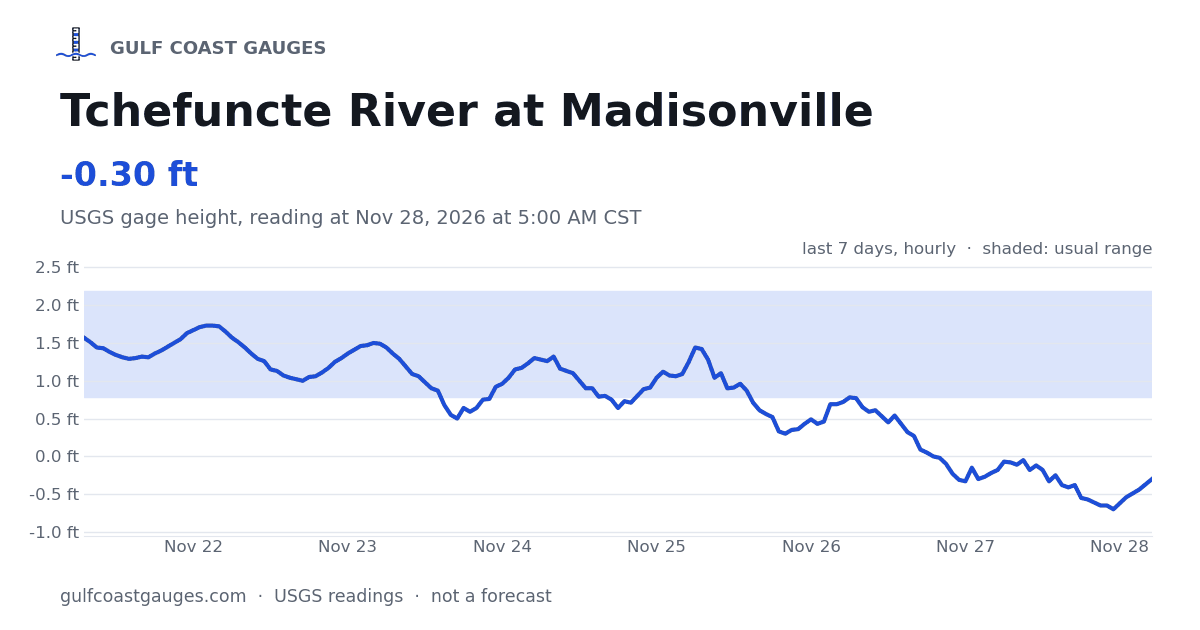 GULF COAST GAUGES
Tchefuncte River at Madisonville
-0.30 ft
USGS gage height, reading at Nov 28, 2026 at 5:00 AM CST
last 7 days, hourly · shaded: usual range
2.5 ft
2.0 ft
1.5 ft
1.0 ft
0.5 ft
0.0 ft
-0.5 ft
-1.0 ft
Nov 22 Nov 23 Nov 24 Nov 25 Nov 26 Nov 27 Nov 28
gulfcoastgauges.com · USGS readings · not a forecast